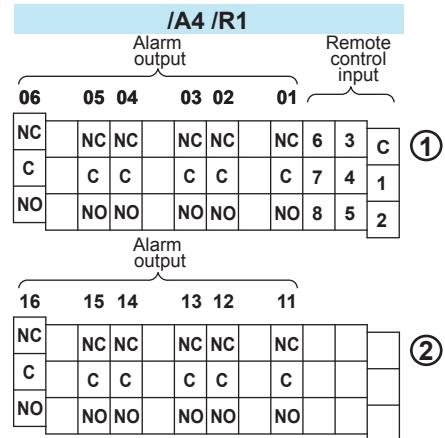 /A4 /R1
Alarm output
Remote control input
06 05 04 03 02 01
NC NC NC NC NC NC 6 3 C
C C C C C C 7 4 1
NO NO NO NO NO NO 8 5 2
①
Alarm output
16 15 14 13 12 11
NC NC NC NC NC NC
C C C C C C
NO NO NO NO NO NO
②